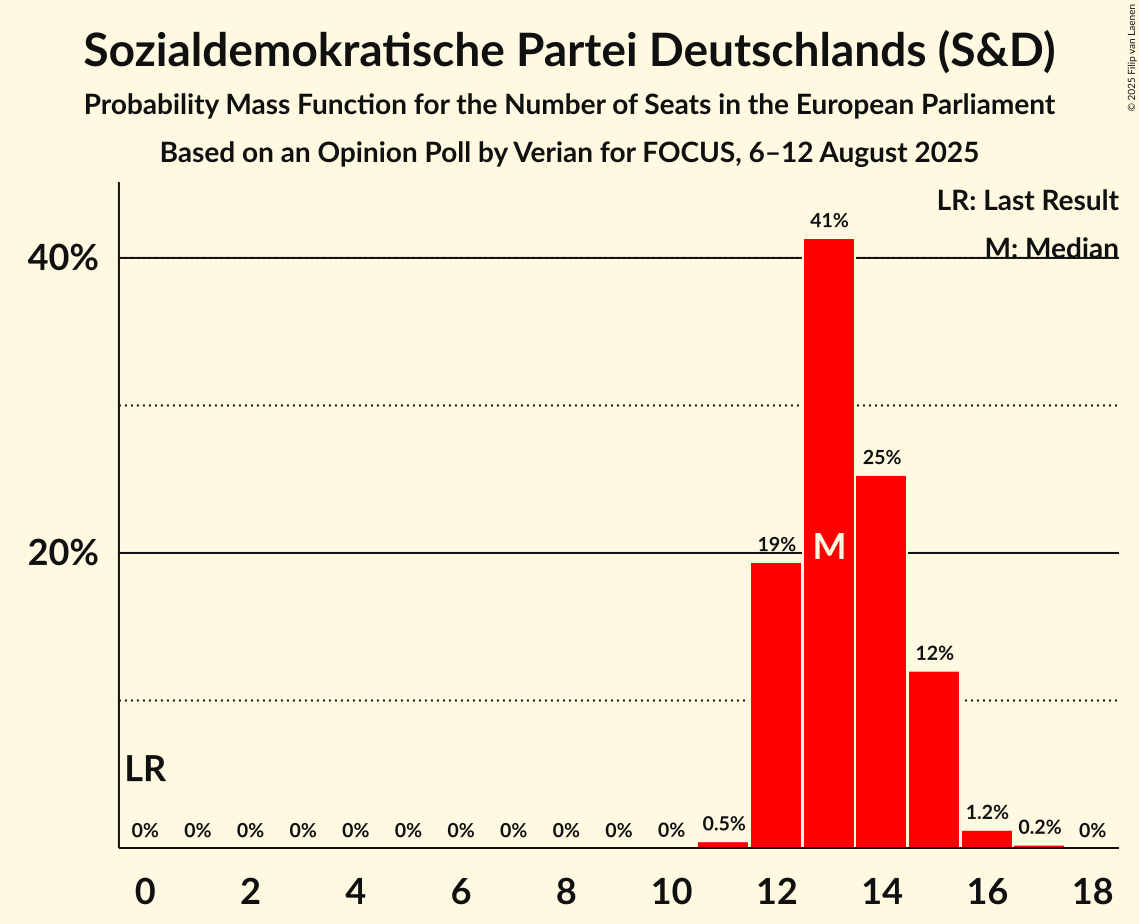 Sozialdemokratische Partei Deutschlands (S&D)
Probability Mass Function for the Number of Seats in the European Parliament
Based on an Opinion Poll by Verian for FOCUS, 6–12 August 2025
© 2025 Filip van Laenen
LR: Last Result
M: Median
41%
40%
25%
19%
M
20%
12%
LR
0% 0% 0% 0% 0% 0% 0% 0% 0% 0% 0% 0.5% 1.2% 0.2% 0%
0 2 4 6 8 10 12 14 16 18